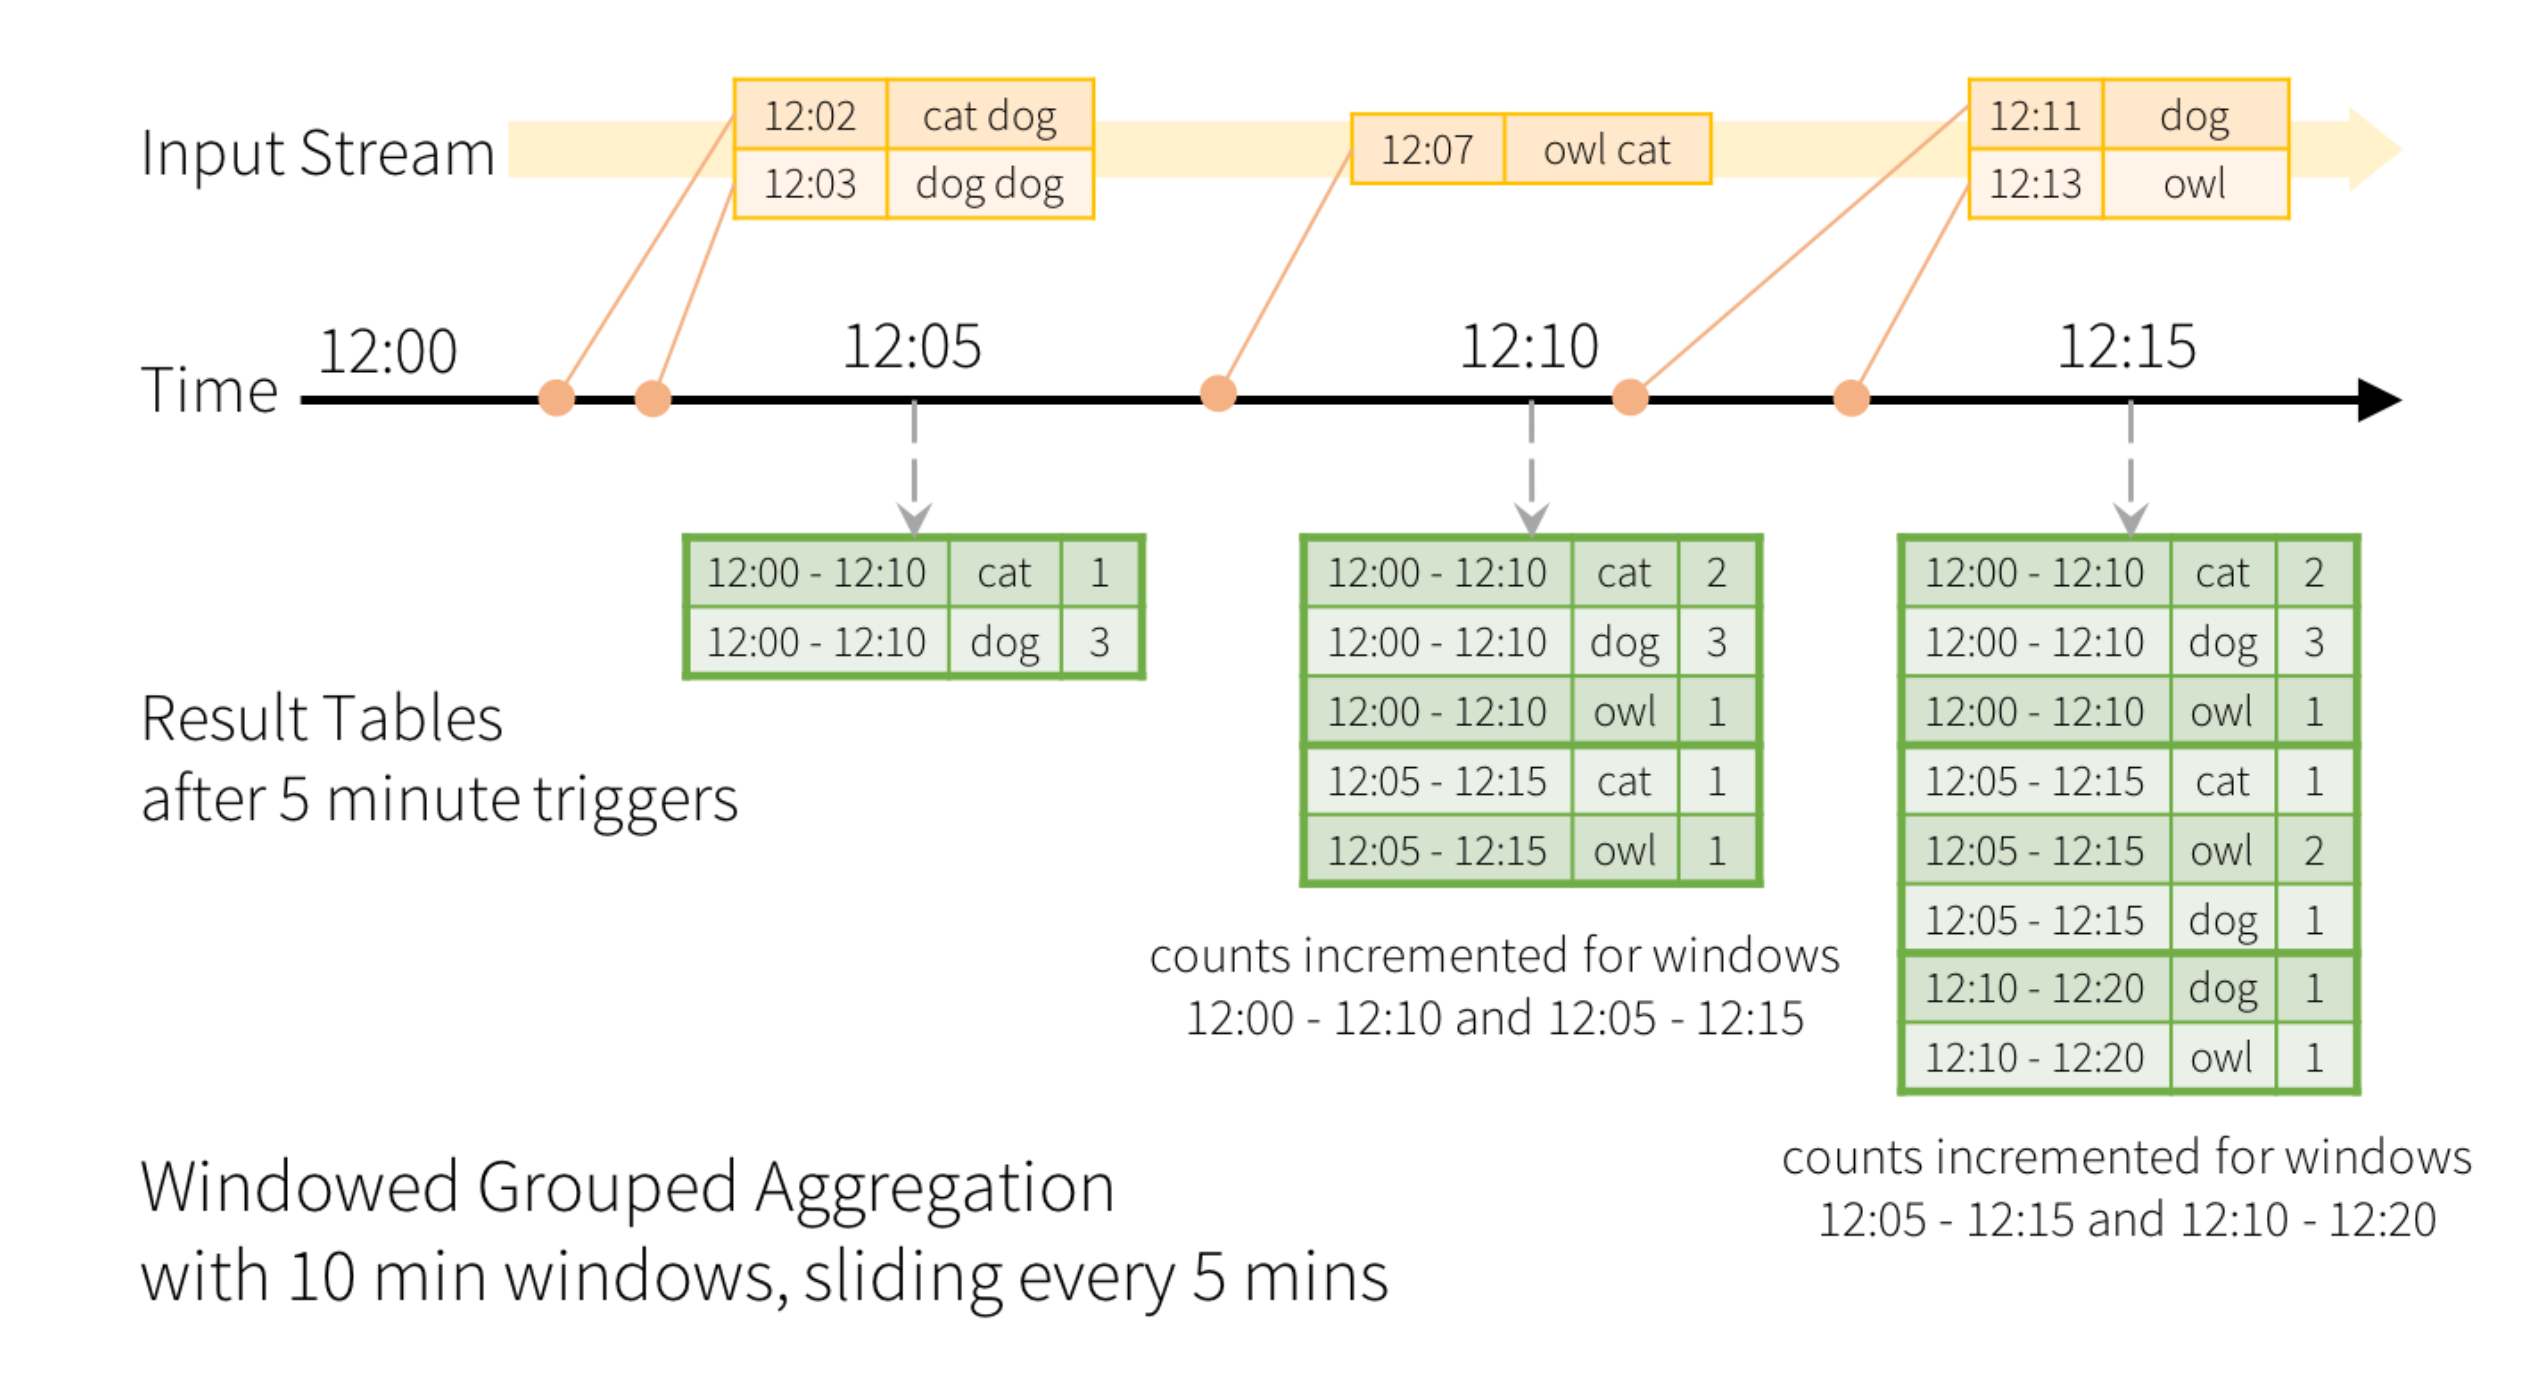 Input Stream
12:02 cat dog
12:03 dog dog
12:07 owl cat
12:11 dog
12:13 owl
Time
12:00 12:05 12:10 12:15
Result Tables
after 5 minute triggers
12:00 - 12:10 cat 1
12:00 - 12:10 dog 3
12:00 - 12:10 cat 2
12:00 - 12:10 dog 3
12:00 - 12:10 owl 1
12:05 - 12:15 cat 1
12:05 - 12:15 owl 1
counts incremented for windows
12:00 - 12:10 and 12:05 - 12:15
12:00 - 12:10 cat 2
12:00 - 12:10 dog 3
12:00 - 12:10 owl 1
12:05 - 12:15 cat 1
12:05 - 12:15 owl 2
12:05 - 12:15 dog 1
12:10 - 12:20 dog 1
12:10 - 12:20 owl 1
counts incremented for windows
12:05 - 12:15 and 12:10 - 12:20
Windowed Grouped Aggregation
with 10 min windows, sliding every 5 mins